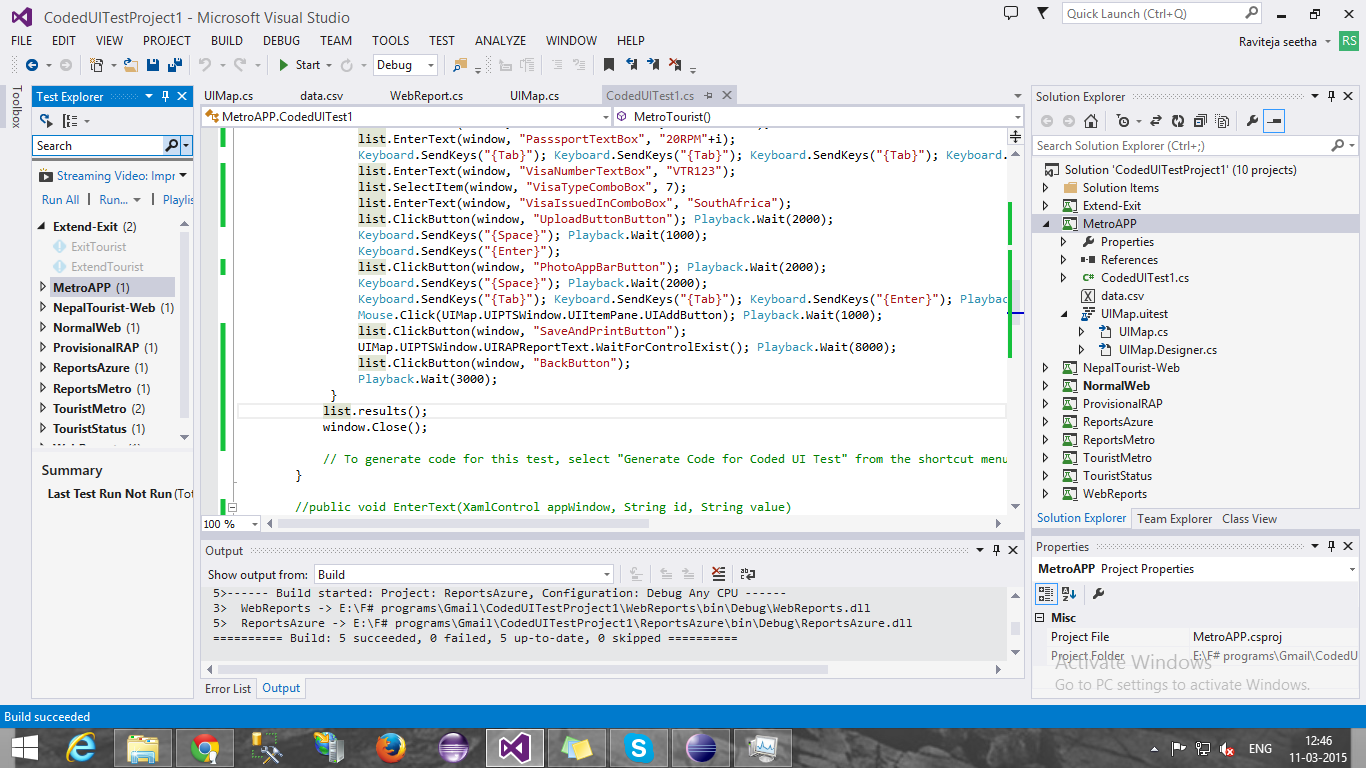 CodedUITestProject1 - Microsoft Visual Studio
Quick Launch (Ctrl+Q)
FILE EDIT VIEW PROJECT BUILD DEBUG TEAM TOOLS TEST ANALYZE WINDOW HELP
Raviteja seetha RS
Start Debug
Toolbox
Test Explorer
Search
Streaming Video: Impr
Run All Run... Playlis
Extend-Exit (2)
ExitTourist
ExtendTourist
MetroAPP (1)
NepalTourist-Web (1)
NormalWeb (1)
ProvisionalRAP (1)
ReportsAzure (1)
ReportsMetro (1)
TouristMetro (2)
TouristStatus (1)
Summary
Last Test Run Not Run (Tot
UIMap.cs data.csv WebReport.cs UIMap.cs CodedUITest1.cs
MetroAPP.CodedUITest1 MetroTourist()
list.EnterText(window, "PasssportTextBox", "20RPM"+i);
Keyboard.SendKeys("{Tab}"); Keyboard.SendKeys("{Tab}"); Keyboard.SendKeys("{Tab}"); Keyboard.
list.EnterText(window, "VisaNumberTextBox", "VTR123");
list.SelectItem(window, "VisaTypeComboBox", 7);
list.EnterText(window, "VisaIssuedInComboBox", "SouthAfrica");
list.ClickButton(window, "UploadButtonButton"); Playback.Wait(2000);
Keyboard.SendKeys("{Space}"); Playback.Wait(1000);
Keyboard.SendKeys("{Enter}");
list.ClickButton(window, "PhotoAppBarButton"); Playback.Wait(2000);
Keyboard.SendKeys("{Space}"); Playback.Wait(2000);
Keyboard.SendKeys("{Tab}"); Keyboard.SendKeys("{Tab}"); Keyboard.SendKeys("{Enter}"); Playbac
Mouse.Click(UIMap.UIPTSWindow.UIItemPane.UIAddButton); Playback.Wait(1000);
list.ClickButton(window, "SaveAndPrintButton");
UIMap.UIPTSWindow.UIRAPReportText.WaitForControlExist(); Playback.Wait(8000);
list.ClickButton(window, "BackButton");
Playback.Wait(3000);
}
list.results();
window.Close();
// To generate code for this test, select "Generate Code for Coded UI Test" from the shortcut menu
}
//public void EnterText(XamlControl appWindow, String id, String value)
100 %
Output
Show output from: Build
5>------ Build started: Project: ReportsAzure, Configuration: Debug Any CPU ------
3> WebReports -> E:\F# programs\Gmail\CodedUITestProject1\WebReports\bin\Debug\WebReports.dll
5> ReportsAzure -> E:\F# programs\Gmail\CodedUITestProject1\ReportsAzure\bin\Debug\ReportsAzure.dll
========== Build: 5 succeeded, 0 failed, 5 up-to-date, 0 skipped ==========
Error List Output
Solution Explorer
Search Solution Explorer (Ctrl+;)
Solution 'CodedUITestProject1' (10 projects)
Solution Items
Extend-Exit
MetroAPP
Properties
References
C# CodedUITest1.cs
data.csv
UIMap.uitest
UIMap.cs
UIMap.Designer.cs
NepalTourist-Web
NormalWeb
ProvisionalRAP
ReportsAzure
ReportsMetro
TouristMetro
TouristStatus
WebReports
Solution Explorer Team Explorer Class View
Properties
MetroAPP Project Properties
Misc
Project File MetroAPP.csproj
Project Folder E:\F# programs\Gmail\CodedU
Activate Windows
Go to PC settings to activate Windows.
Build succeeded
ENG
12:46
11-03-2015